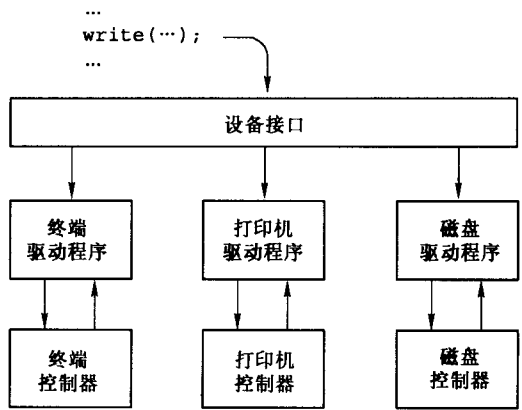 …
write(…);
…
设备接口
终端
驱动程序
打印机
驱动程序
磁盘
驱动程序
终端
控制器
打印机
控制器
磁盘
控制器